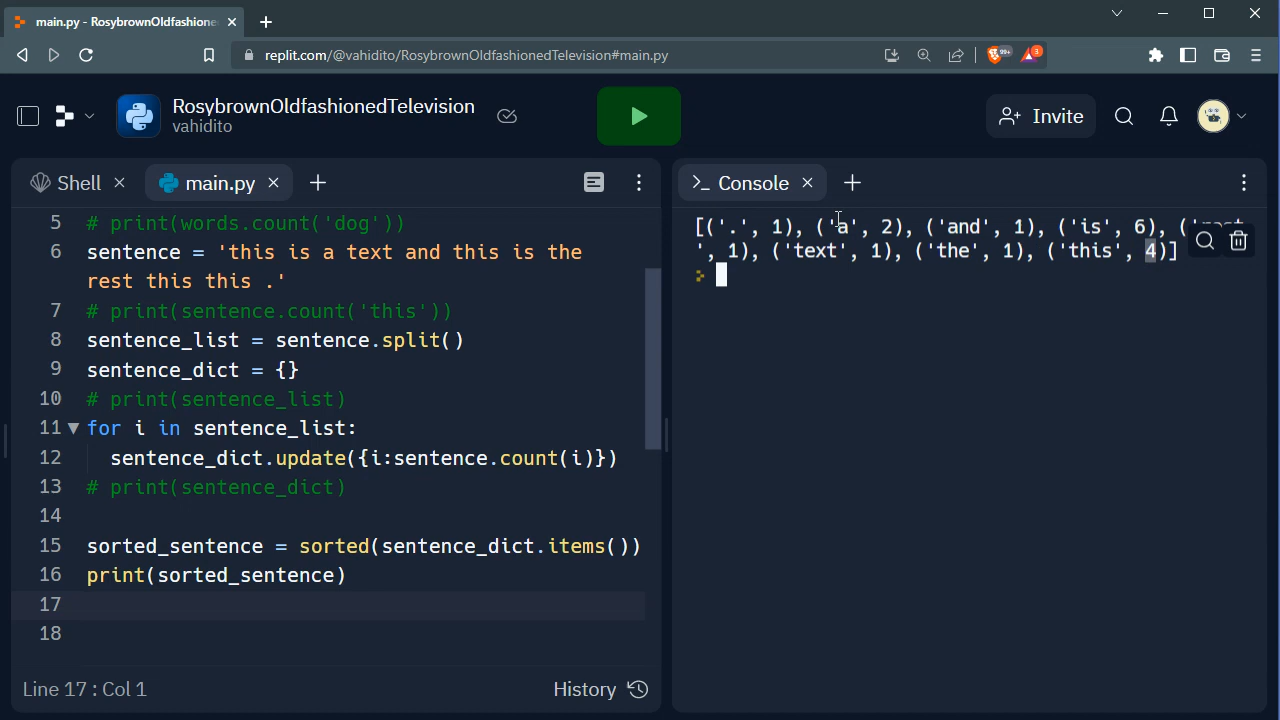 main.py - RosybrownOldfashione
replit.com/@vahidito/RosybrownOldfashionedTelevision#main.py
99+
3
RosybrownOldfashionedTelevision
vahidito
Invite
Shell
main.py
5 # print(words.count('dog'))
6 sentence = 'this is a text and this is the
rest this this .'
7 # print(sentence.count('this'))
8 sentence_list = sentence.split()
9 sentence_dict = {}
10 # print(sentence_list)
11 for i in sentence_list:
12 sentence_dict.update({i:sentence.count(i)})
13 # print(sentence_dict)
14
15 sorted_sentence = sorted(sentence_dict.items())
16 print(sorted_sentence)
17
18
Line 17 : Col 1
History
>_ Console
[('.', 1), ('a', 2), ('and', 1), ('is', 6), ('rest
', 1), ('text', 1), ('the', 1), ('this', 4)]